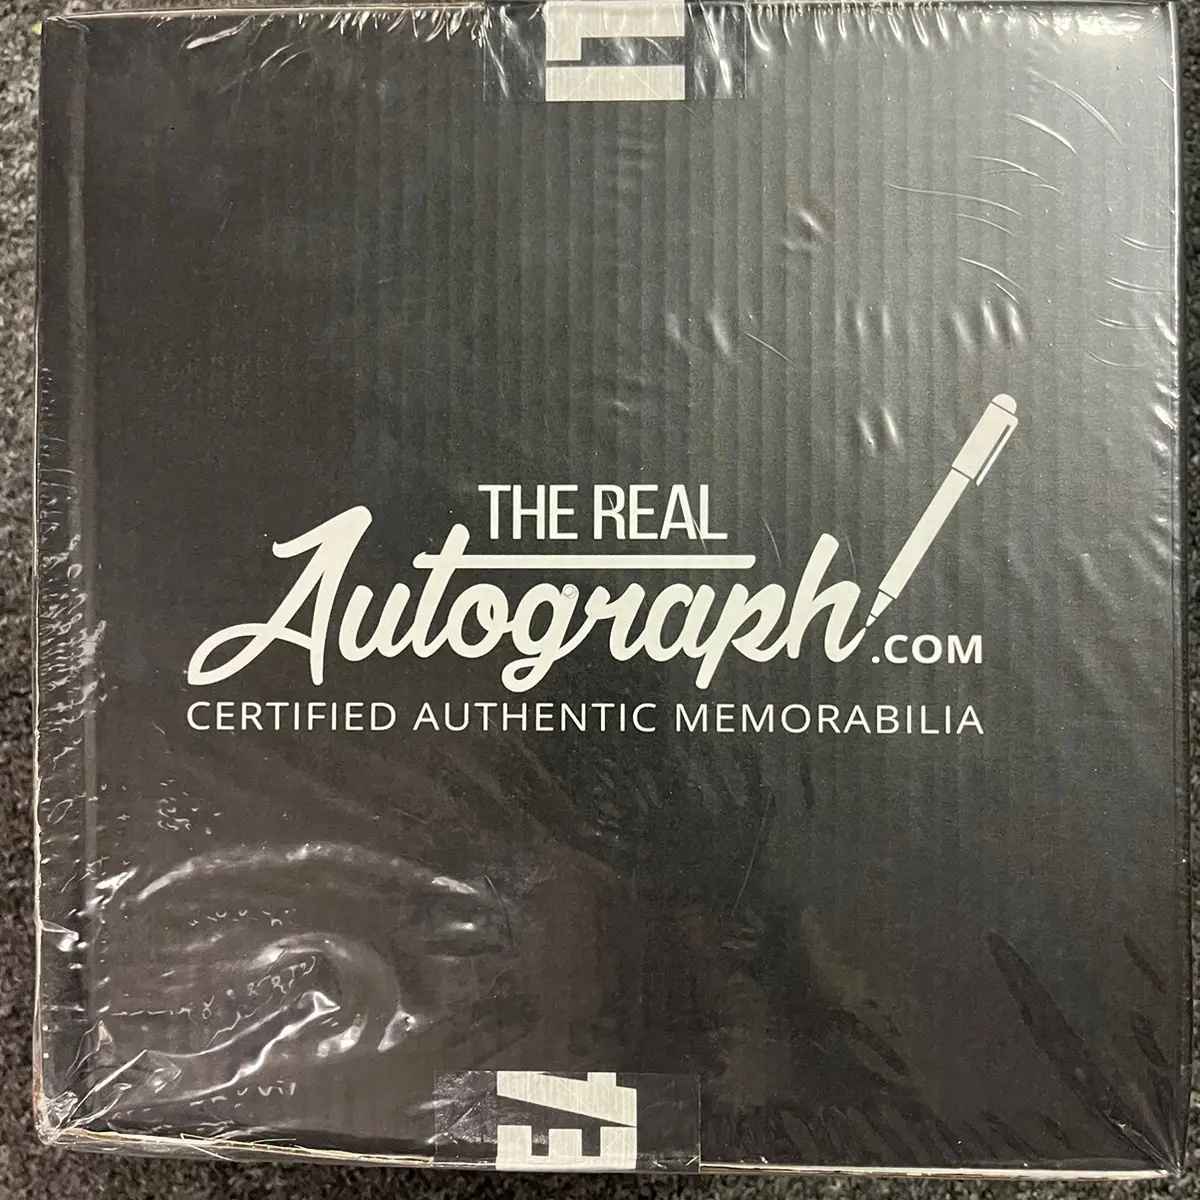 THE REAL
Autograph
.COM
CERTIFIED AUTHENTIC MEMORABILIA